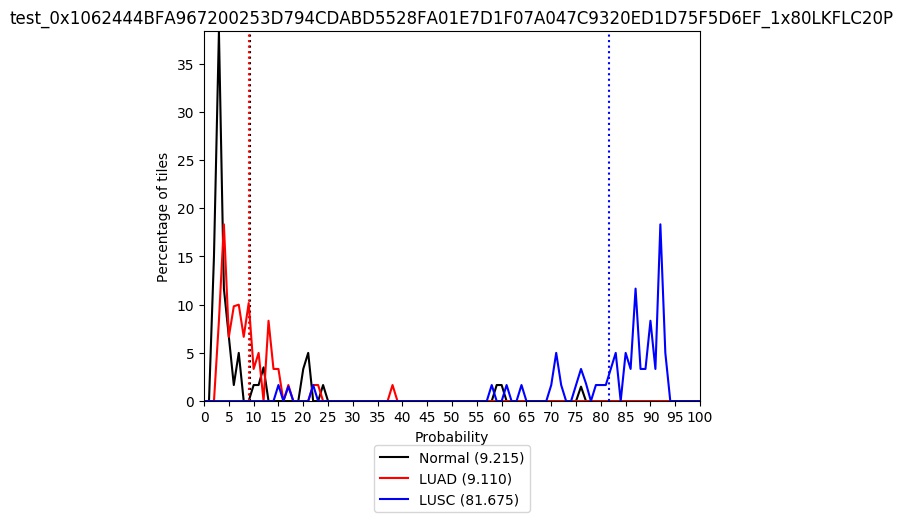 test_0x1062444BFA967200253D794CDABD5528FA01E7D1F07A047C9320ED1D75F5D6EF_1x80LKFLC20P
Percentage of tiles
35
30
25
20
15
10
5
0
0 5 10 15 20 25 30 35 40 45 50 55 60 65 70 75 80 85 90 95 100
Probability
Normal (9.215)
LUAD (9.110)
LUSC (81.675)